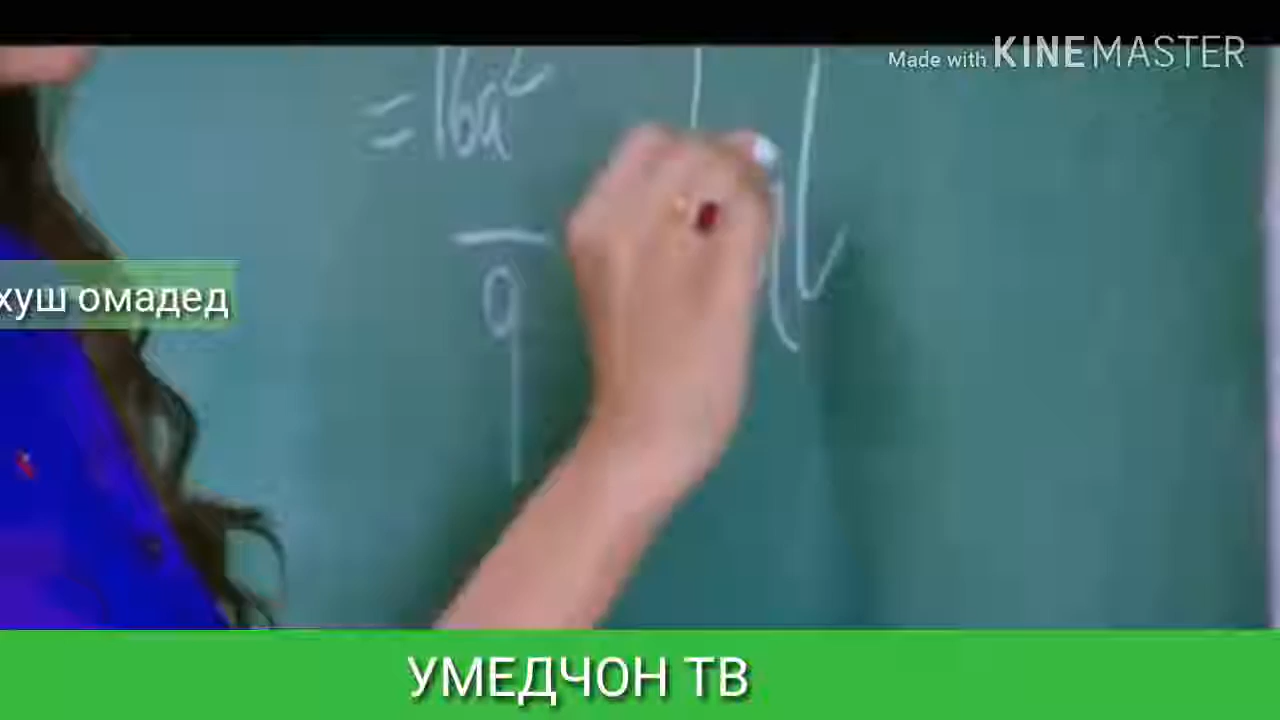 Made with KINEMASTER
= 16a²
9
хуш омадед
УМЕДЧОН ТВ